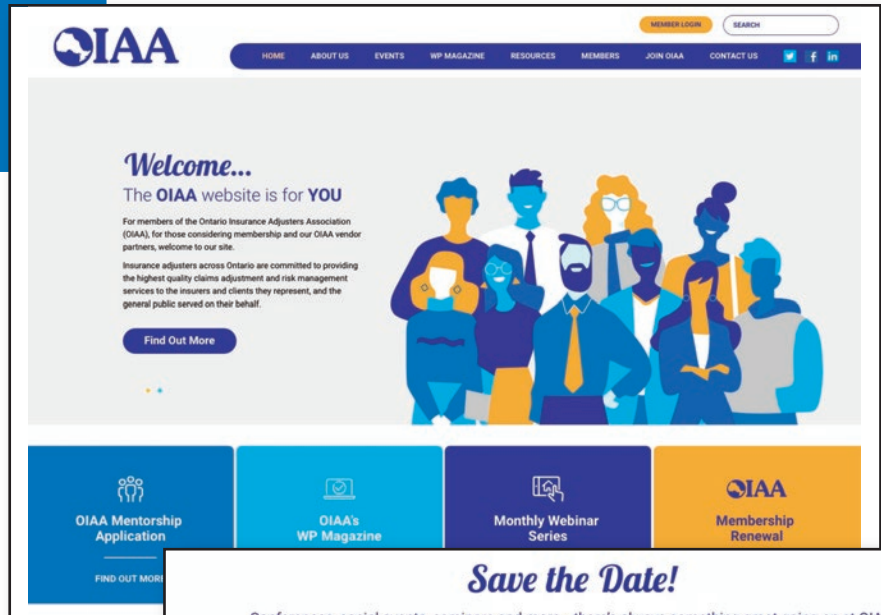 MEMBER LOGIN
SEARCH
OIAA
HOME ABOUT US EVENTS WP MAGAZINE RESOURCES MEMBERS JOIN OIAA CONTACT US
Welcome...
The OIAA website is for YOU
For members of the Ontario Insurance Adjusters Association
(OIAA), for those considering membership and our OIAA vendor
partners, welcome to our site.
Insurance adjusters across Ontario are committed to providing
the highest quality claims adjustment and risk management
services to the insurers and clients they represent, and the
general public served on their behalf.
Find Out More
OIAA Mentorship
Application
FIND OUT MORE
OIAA's
WP Magazine
Monthly Webinar
Series
OIAA
Membership
Renewal
Save the Date!